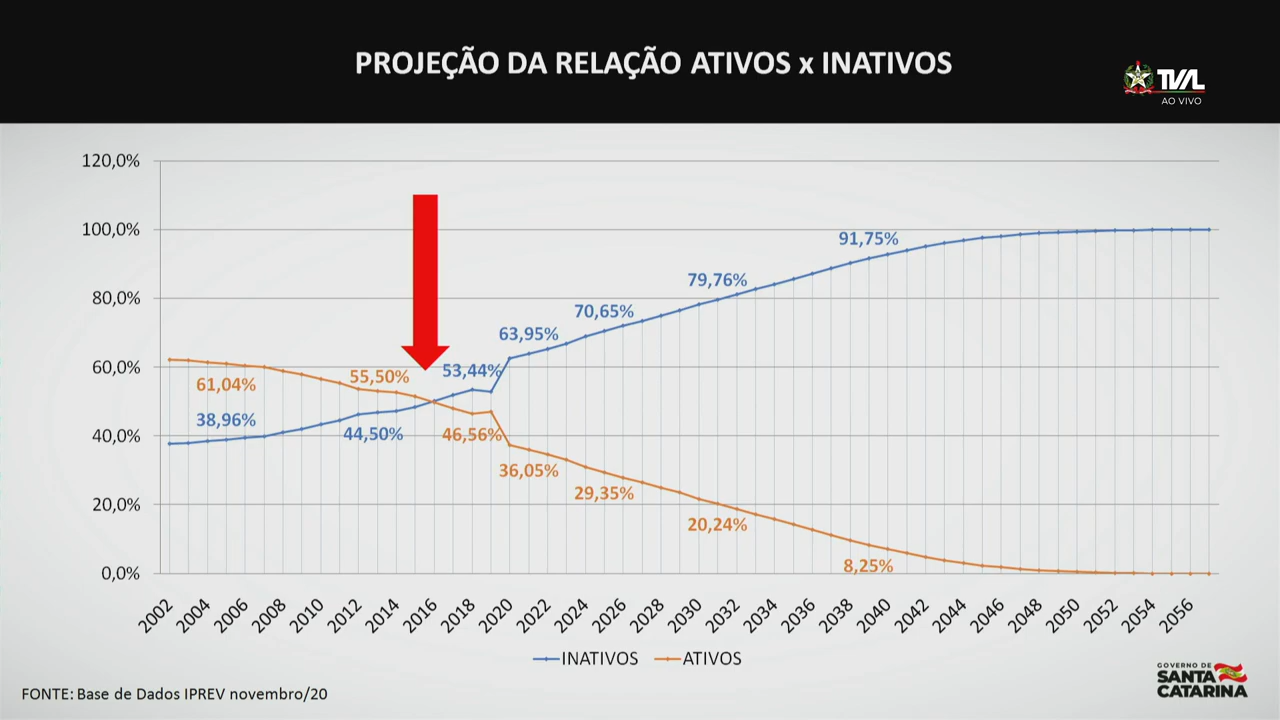 PROJEÇÃO DA RELAÇÃO ATIVOS x INATIVOS
TVAL
AO VIVO
120,0%
100,0%
80,0%
60,0%
40,0%
20,0%
0,0%
61,04%
38,96%
55,50%
44,50%
53,44%
46,56%
63,95%
36,05%
70,65%
29,35%
79,76%
20,24%
91,75%
8,25%
2002 2004 2006 2008 2010 2012 2014 2016 2018 2020 2022 2024 2026 2028 2030 2032 2034 2036 2038 2040 2042 2044 2046 2048 2050 2052 2054 2056
INATIVOS ATIVOS
FONTE: Base de Dados IPREV novembro/20
GOVERNO DE
SANTA
CATARINA